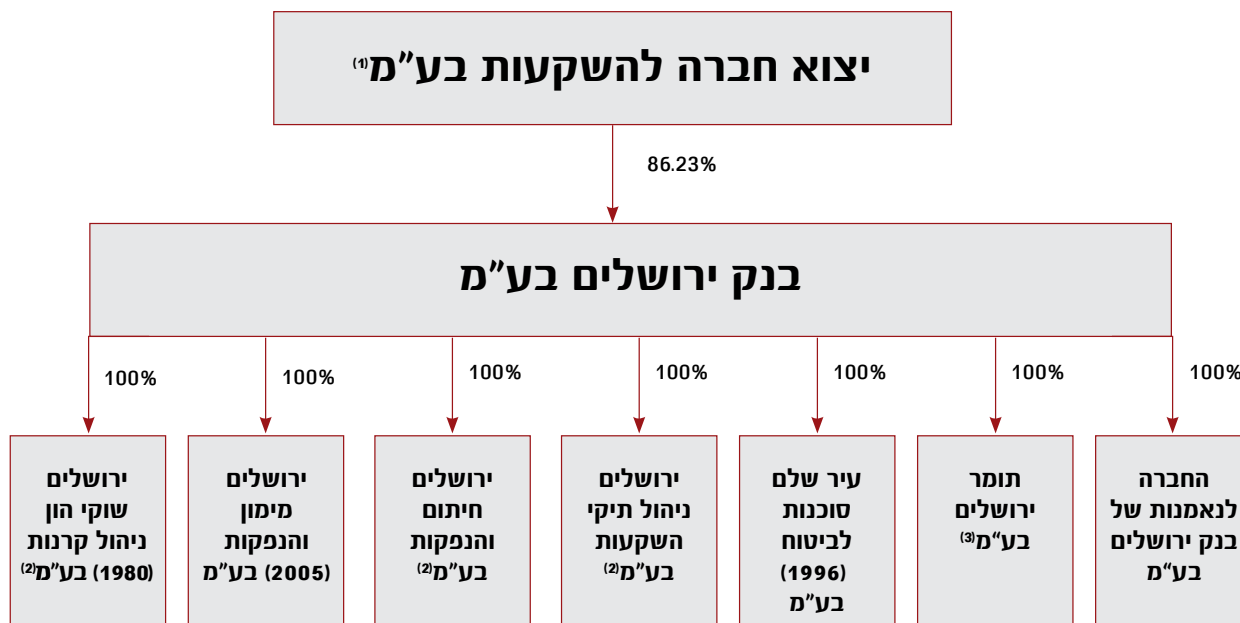 יצוא חברה להשקעות בע"מ(1)
86.23%
בנק ירושלים בע"מ
100%
100%
100%
100%
100%
100%
100%
החברה
לנאמנות של
בנק ירושלים
בע"מ
תומר
ירושלים
בע"מ(3)
עיר שלם
סוכנות
לביטוח
(1996)
בע"מ
ירושלים
ניהול תיקי
השקעות
בע"מ(2)
ירושלים
חיתום
והנפקות
בע"מ(2)
ירושלים
מימון
והנפקות
(2005) בע"מ
ירושלים
שוקי הון
ניהול קרנות
(1980) בע"מ(2)